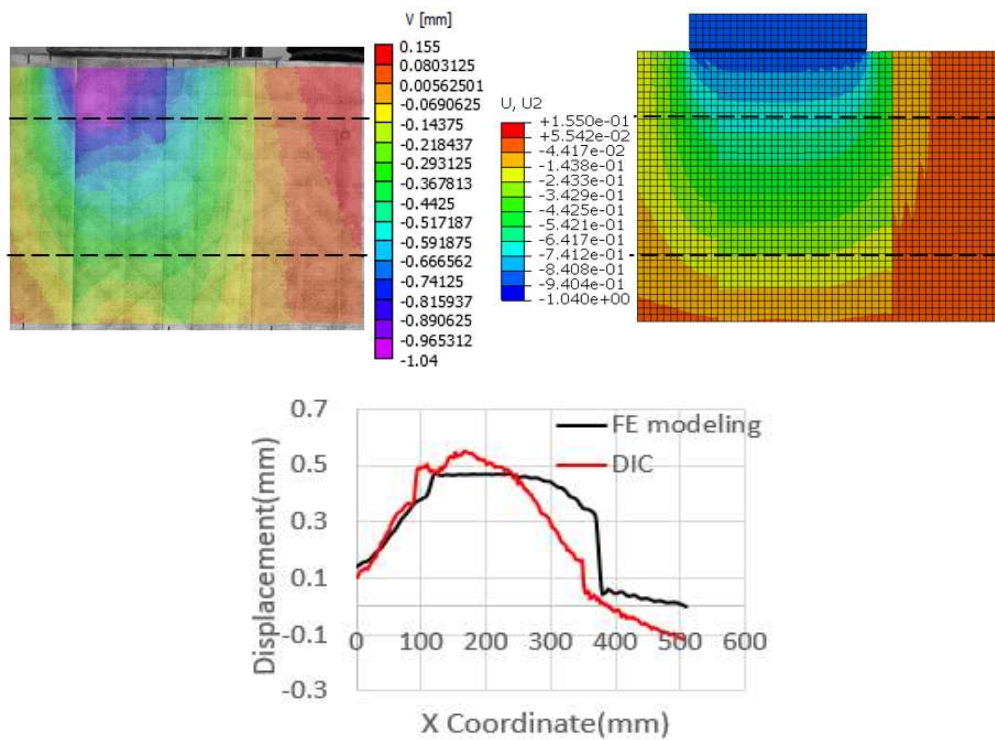 V [mm]
0.155
0.0803125
0.00562501
-0.0690625
-0.14375
-0.218437
-0.293125
-0.367813
-0.4425
-0.517187
-0.591875
-0.666562
-0.74125
-0.815937
-0.890625
-0.965312
-1.04
U, U2
+1.550e-01
+5.542e-02
-4.417e-02
-1.438e-01
-2.433e-01
-3.429e-01
-4.425e-01
-5.421e-01
-6.417e-01
-7.412e-01
-8.408e-01
-9.404e-01
-1.040e+00
Displacement(mm)
0.7
0.5
0.3
0.1
-0.1
-0.3
FE modeling
DIC
0 100 200 300 400 500 600
X Coordinate(mm)